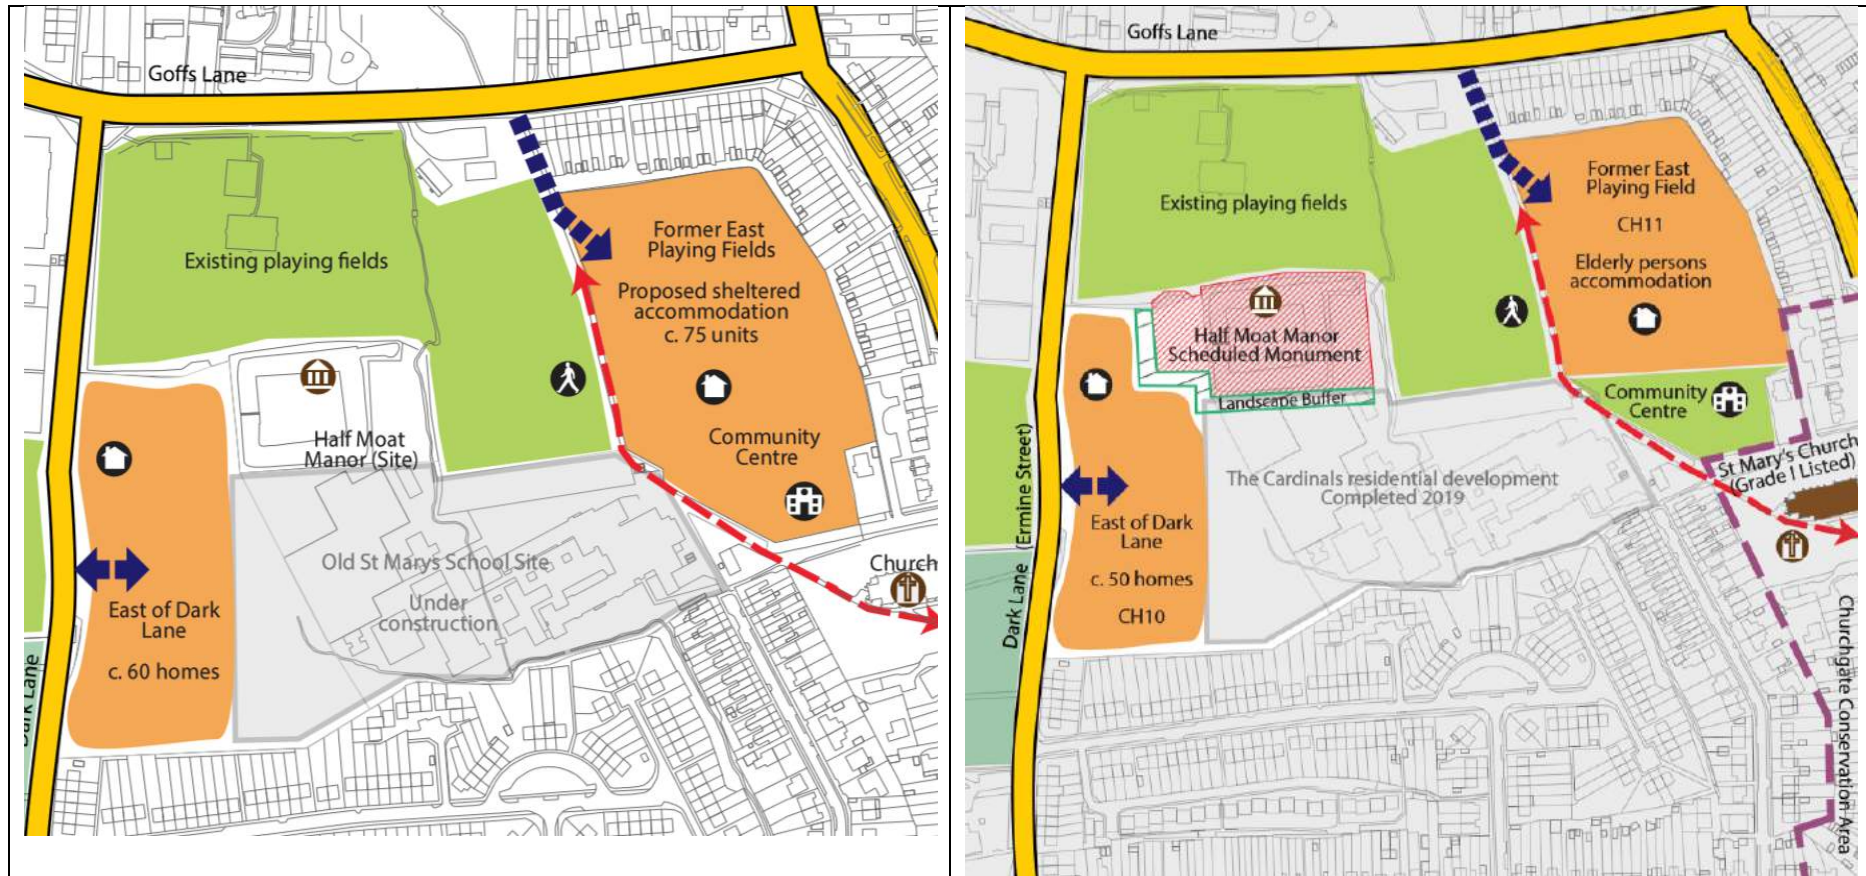 Goffs Lane
Existing playing fields
Former East
Playing Fields
Proposed sheltered
accommodation
c. 75 units
Community
Centre
Half Moat
Manor (Site)
Old St Marys School Site
Under
construction
Church
East of Dark
Lane
c. 60 homes
Dark Lane
Goffs Lane
Existing playing fields
Former East
Playing Field
CH11
Elderly persons
accommodation
Half Moat Manor
Scheduled Monument
Landscape Buffer
Community
Centre
St Mary's Church
(Grade I Listed)
The Cardinals residential development
Completed 2019
East of Dark
Lane
c. 50 homes
CH10
Dark Lane (Ermine Street)
Churchgate Conservation Area